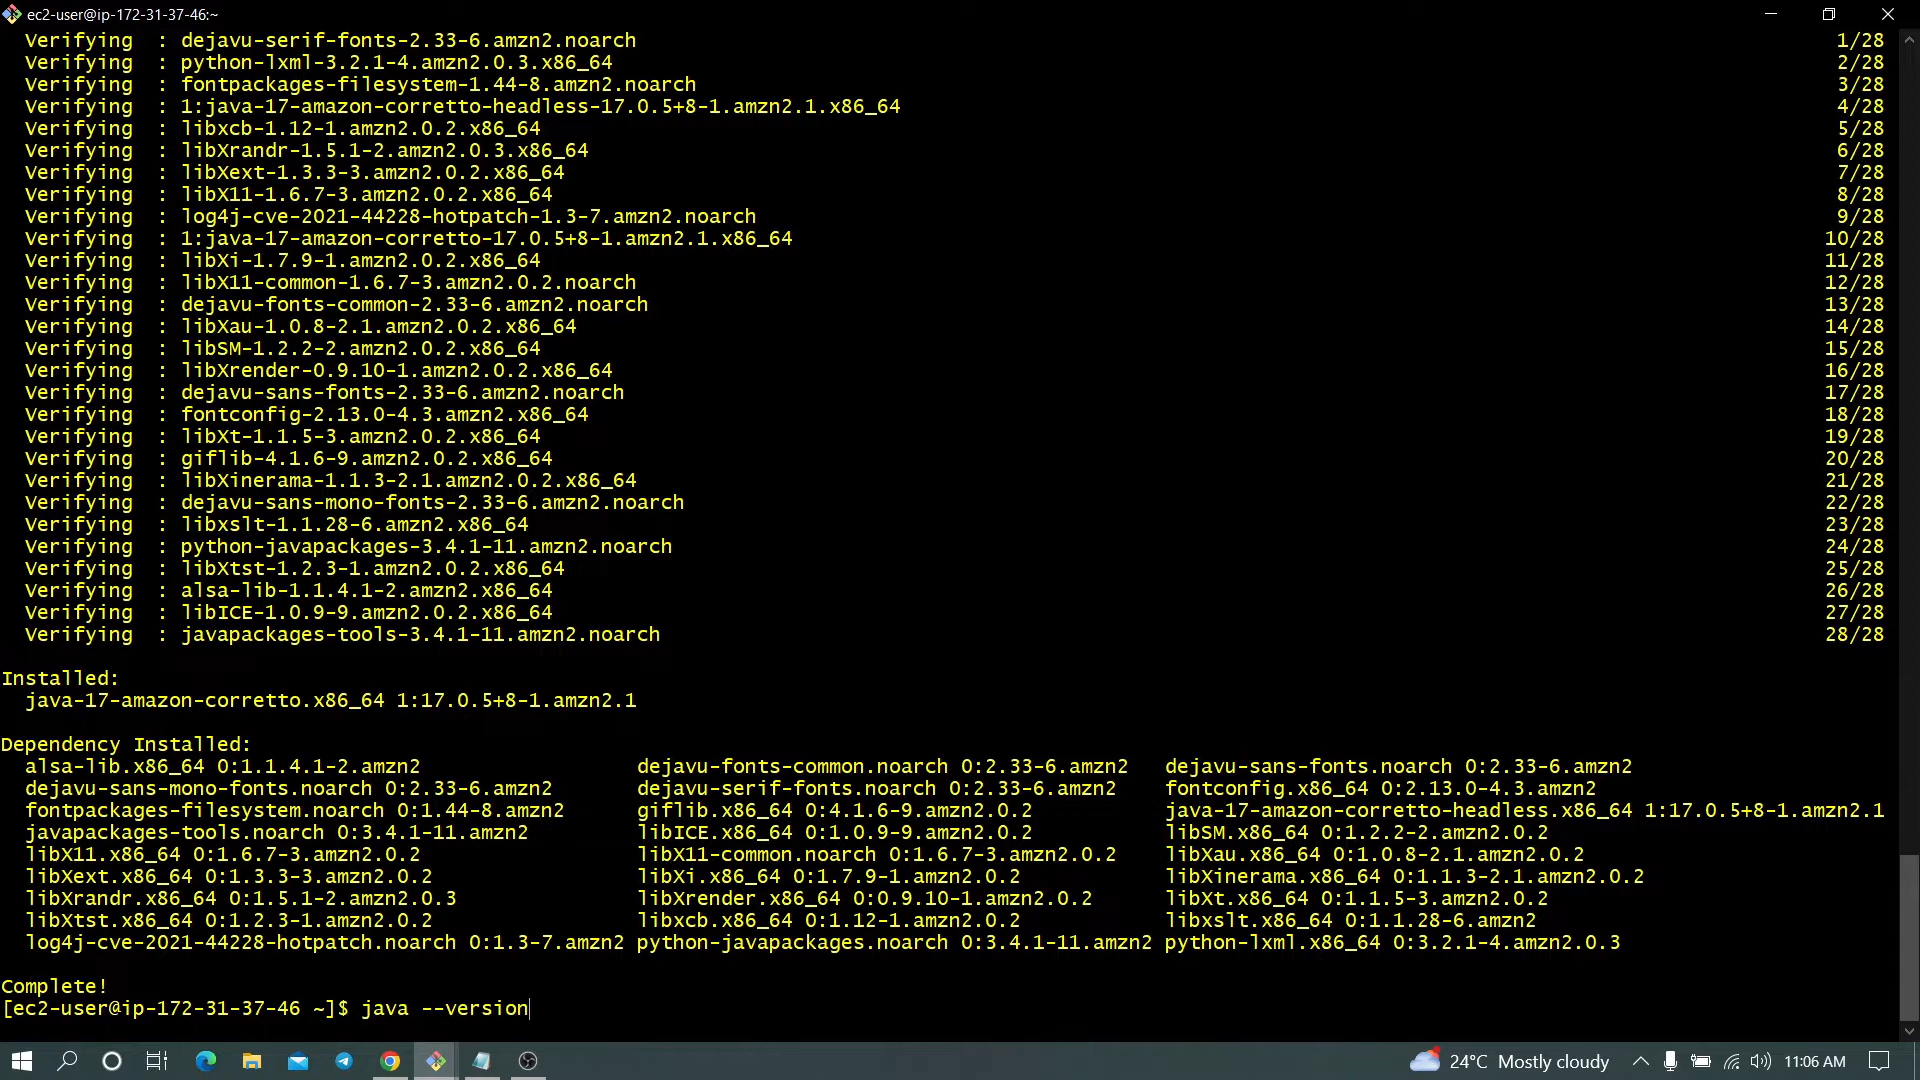 ec2-user@ip-172-31-37-46:~
Verifying : dejavu-serif-fonts-2.33-6.amzn2.noarch 1/28
Verifying : python-lxml-3.2.1-4.amzn2.0.3.x86_64 2/28
Verifying : fontpackages-filesystem-1.44-8.amzn2.noarch 3/28
Verifying : 1:java-17-amazon-corretto-headless-17.0.5+8-1.amzn2.1.x86_64 4/28
Verifying : libxcb-1.12-1.amzn2.0.2.x86_64 5/28
Verifying : libXrandr-1.5.1-2.amzn2.0.3.x86_64 6/28
Verifying : libXext-1.3.3-3.amzn2.0.2.x86_64 7/28
Verifying : libX11-1.6.7-3.amzn2.0.2.x86_64 8/28
Verifying : log4j-cve-2021-44228-hotpatch-1.3-7.amzn2.noarch 9/28
Verifying : 1:java-17-amazon-corretto-17.0.5+8-1.amzn2.1.x86_64 10/28
Verifying : libXi-1.7.9-1.amzn2.0.2.x86_64 11/28
Verifying : libX11-common-1.6.7-3.amzn2.0.2.noarch 12/28
Verifying : dejavu-fonts-common-2.33-6.amzn2.noarch 13/28
Verifying : libXau-1.0.8-2.1.amzn2.0.2.x86_64 14/28
Verifying : libSM-1.2.2-2.amzn2.0.2.x86_64 15/28
Verifying : libXrender-0.9.10-1.amzn2.0.2.x86_64 16/28
Verifying : dejavu-sans-fonts-2.33-6.amzn2.noarch 17/28
Verifying : fontconfig-2.13.0-4.3.amzn2.x86_64 18/28
Verifying : libXt-1.1.5-3.amzn2.0.2.x86_64 19/28
Verifying : giflib-4.1.6-9.amzn2.0.2.x86_64 20/28
Verifying : libXinerama-1.1.3-2.1.amzn2.0.2.x86_64 21/28
Verifying : dejavu-sans-mono-fonts-2.33-6.amzn2.noarch 22/28
Verifying : libxslt-1.1.28-6.amzn2.x86_64 23/28
Verifying : python-javapackages-3.4.1-11.amzn2.noarch 24/28
Verifying : libXtst-1.2.3-1.amzn2.0.2.x86_64 25/28
Verifying : alsa-lib-1.1.4.1-2.amzn2.x86_64 26/28
Verifying : libICE-1.0.9-9.amzn2.0.2.x86_64 27/28
Verifying : javapackages-tools-3.4.1-11.amzn2.noarch 28/28
Installed:
java-17-amazon-corretto.x86_64 1:17.0.5+8-1.amzn2.1
Dependency Installed:
alsa-lib.x86_64 0:1.1.4.1-2.amzn2 dejavu-fonts-common.noarch 0:2.33-6.amzn2 dejavu-sans-fonts.noarch 0:2.33-6.amzn2
dejavu-sans-mono-fonts.noarch 0:2.33-6.amzn2 dejavu-serif-fonts.noarch 0:2.33-6.amzn2 fontconfig.x86_64 0:2.13.0-4.3.amzn2
fontpackages-filesystem.noarch 0:1.44-8.amzn2 giflib.x86_64 0:4.1.6-9.amzn2.0.2 java-17-amazon-corretto-headless.x86_64 1:17.0.5+8-1.amzn2.1
javapackages-tools.noarch 0:3.4.1-11.amzn2 libICE.x86_64 0:1.0.9-9.amzn2.0.2 libSM.x86_64 0:1.2.2-2.amzn2.0.2
libX11.x86_64 0:1.6.7-3.amzn2.0.2 libX11-common.noarch 0:1.6.7-3.amzn2.0.2 libXau.x86_64 0:1.0.8-2.1.amzn2.0.2
libXext.x86_64 0:1.3.3-3.amzn2.0.2 libXi.x86_64 0:1.7.9-1.amzn2.0.2 libXinerama.x86_64 0:1.1.3-2.1.amzn2.0.2
libXrandr.x86_64 0:1.5.1-2.amzn2.0.3 libXrender.x86_64 0:0.9.10-1.amzn2.0.2 libXt.x86_64 0:1.1.5-3.amzn2.0.2
libXtst.x86_64 0:1.2.3-1.amzn2.0.2 libxcb.x86_64 0:1.12-1.amzn2.0.2 libxslt.x86_64 0:1.1.28-6.amzn2
log4j-cve-2021-44228-hotpatch.noarch 0:1.3-7.amzn2 python-javapackages.noarch 0:3.4.1-11.amzn2 python-lxml.x86_64 0:3.2.1-4.amzn2.0.3
Complete!
[ec2-user@ip-172-31-37-46 ~]$ java --version
24°C Mostly cloudy 11:06 AM